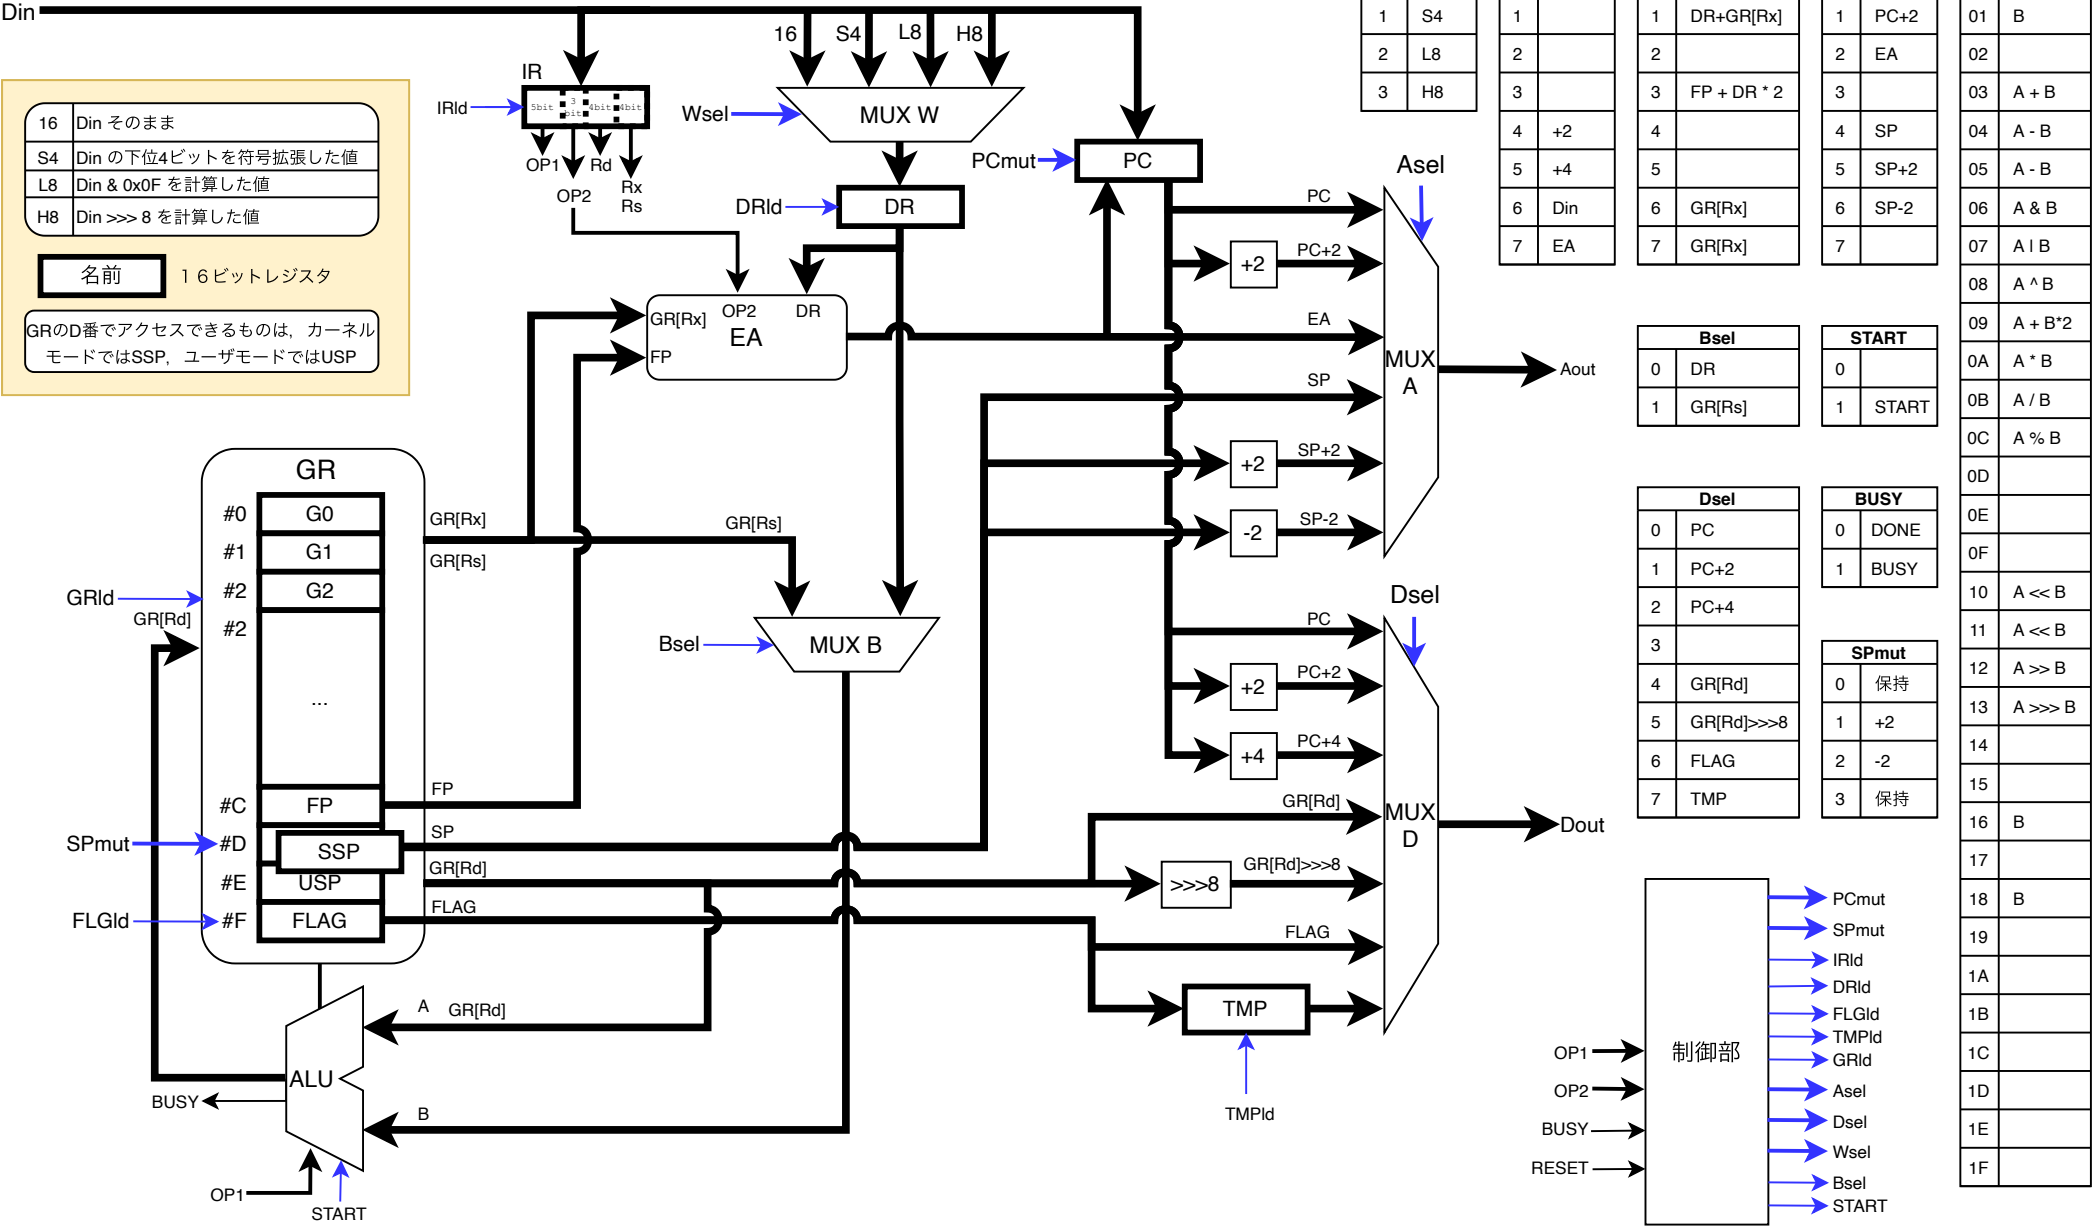 Din
16
S4
L8
H8
IR
IRld
5bit
3
bit
4bit
4bit
OP1
Rd
OP2
Rx
Rs
Wsel
MUX W
DRld
DR
PCmut
PC
16 Din そのまま
S4 Din の下位4ビットを符号拡張した値
L8 Din & 0x0F を計算した値
H8 Din >>> 8 を計算した値
名前
１６ビットレジスタ
GRのD番でアクセスできるものは，カーネル
モードではSSP，ユーザモードではUSP
GR[Rx]
OP2
DR
EA
FP
Asel
PC
+2
PC+2
EA
SP
+2
SP+2
-2
SP-2
MUX
A
Aout
GR
#0 G0
#1 G1
#2 G2
#2
...
#C FP
#D SSP
#E USP
#F FLAG
GRld
GR[Rd]
SPmut
FLGld
GR[Rx]
GR[Rs]
GR[Rs]
FP
SP
GR[Rd]
FLAG
Bsel
MUX B
Dsel
PC
+2
PC+2
+4
PC+4
GR[Rd]
>>>8
GR[Rd]>>>8
FLAG
TMP
TMPld
MUX
D
Dout
A
GR[Rd]
ALU
BUSY
B
OP1
START
1 S4
2 L8
3 H8
1
2
3
4 +2
5 +4
6 Din
7 EA
1 DR+GR[Rx]
2
3 FP + DR * 2
4
5
6 GR[Rx]
7 GR[Rx]
1 PC+2
2 EA
3
4 SP
5 SP+2
6 SP-2
7
Bsel
0 DR
1 GR[Rs]
START
0
1 START
Dsel
0 PC
1 PC+2
2 PC+4
3
4 GR[Rd]
5 GR[Rd]>>>8
6 FLAG
7 TMP
BUSY
0 DONE
1 BUSY
SPmut
0 保持
1 +2
2 -2
3 保持
01 B
02
03 A + B
04 A - B
05 A - B
06 A & B
07 A | B
08 A ^ B
09 A + B*2
0A A * B
0B A / B
0C A % B
0D
0E
0F
10 A << B
11 A << B
12 A >> B
13 A >>> B
14
15
16 B
17
18 B
19
1A
1B
1C
1D
1E
1F
OP1
OP2
BUSY
RESET
制御部
PCmut
SPmut
IRld
DRld
FLGld
TMPld
GRld
Asel
Dsel
Wsel
Bsel
START